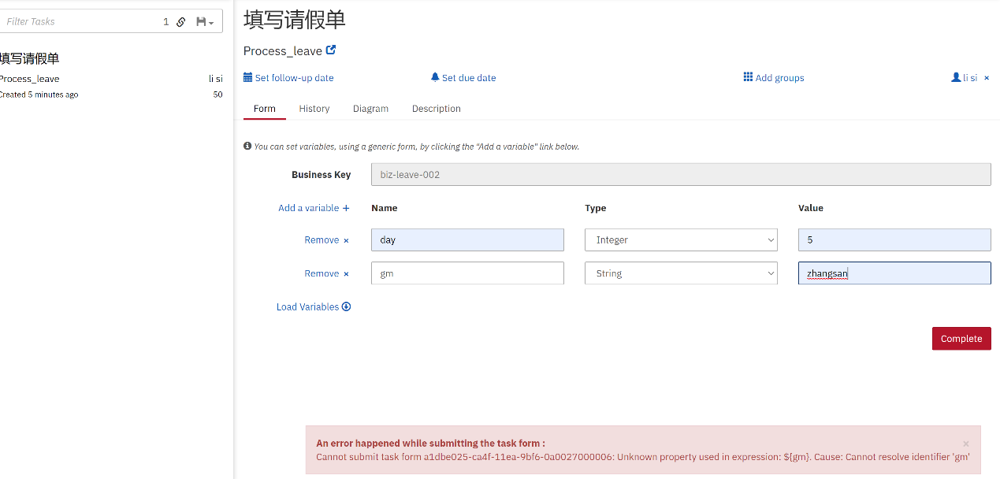 Filter Tasks 1
填写请假单
Process_leave li si
Created 5 minutes ago 50
填写请假单
Process_leave
Set follow-up date Set due date Add groups li si ×
Form History Diagram Description
You can set variables, using a generic form, by clicking the "Add a variable" link below.
Business Key biz-leave-002
Add a variable + Name Type Value
Remove × day Integer 5
Remove × gm String zhangsan
Load Variables
Complete
An error happened while submitting the task form : ×
Cannot submit task form a1dbe025-ca4f-11ea-9bf6-0a0027000006: Unknown property used in expression: ${gm}. Cause: Cannot resolve identifier 'gm'